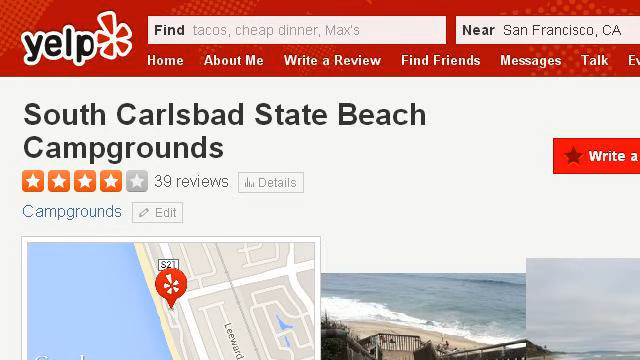 yelp
Find tacos, cheap dinner, Max's
Near San Francisco, CA
Home About Me Write a Review Find Friends Messages Talk
South Carlsbad State Beach
Campgrounds
Write a
39 reviews Details
Campgrounds Edit
S21
Leeward